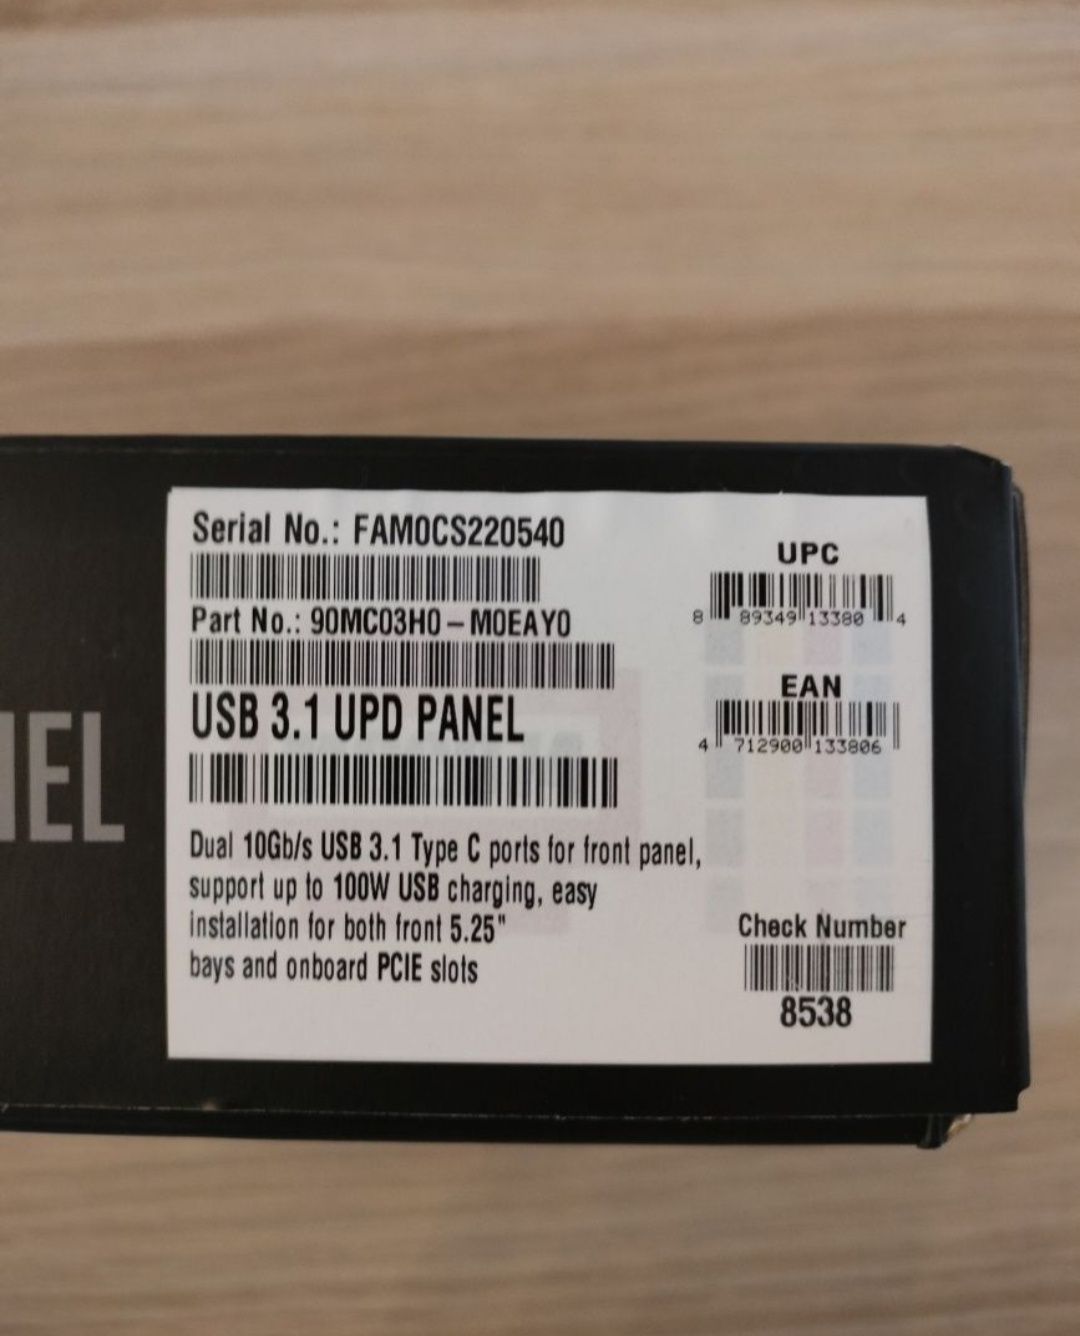 Serial No.: FAM0CS220540
Part No.: 90MC03H0-M0EAY0
USB 3.1 UPD PANEL
Dual 10Gb/s USB 3.1 Type C ports for front panel,
support up to 100W USB charging, easy
installation for both front 5.25"
bays and onboard PCIE slots
UPC
8 89349 13380 4
EAN
4 712900 133806
Check Number
8538
NEL